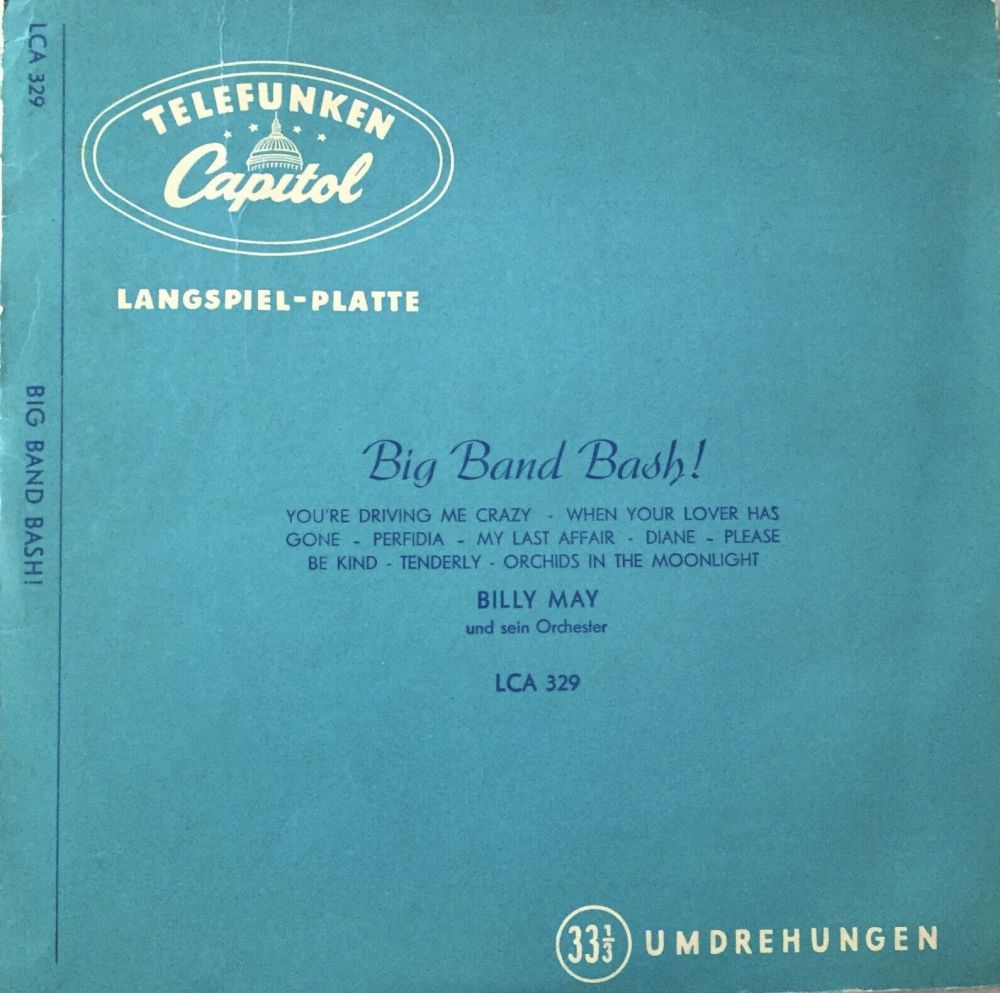 LCA 329
BIG BAND BASH!
TELEFUNKEN
Capitol
LANGSPIEL-PLATTE
Big Band Bash!
YOU'RE DRIVING ME CRAZY - WHEN YOUR LOVER HAS
GONE - PERFIDIA - MY LAST AFFAIR - DIANE - PLEASE
BE KIND - TENDERLY - ORCHIDS IN THE MOONLIGHT
BILLY MAY
und sein Orchester
LCA 329
33⅓ UMDREHUNGEN